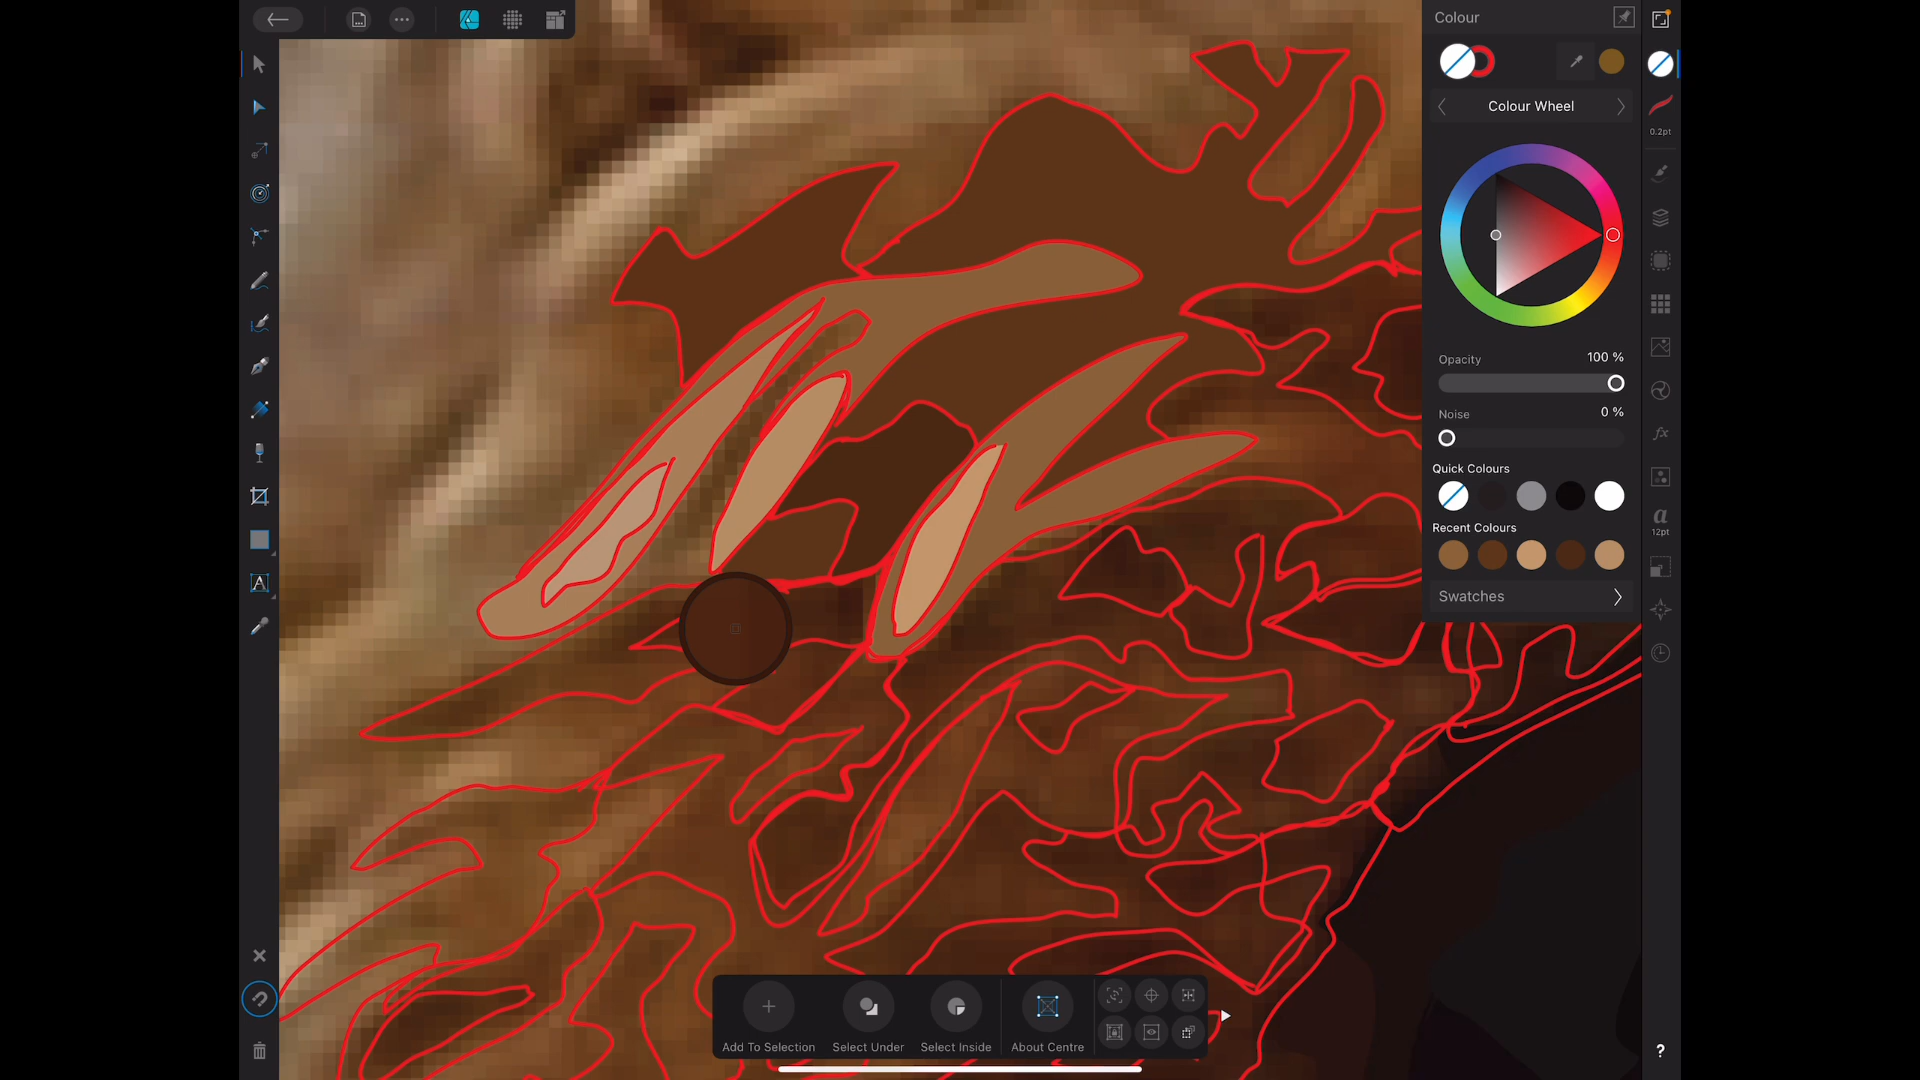 Colour
Colour Wheel
0.2pt
Opacity 100 %
Noise 0 %
Quick Colours
Recent Colours
fx
a
12pt
Swatches
A
Add To Selection Select Under Select Inside About Centre
?